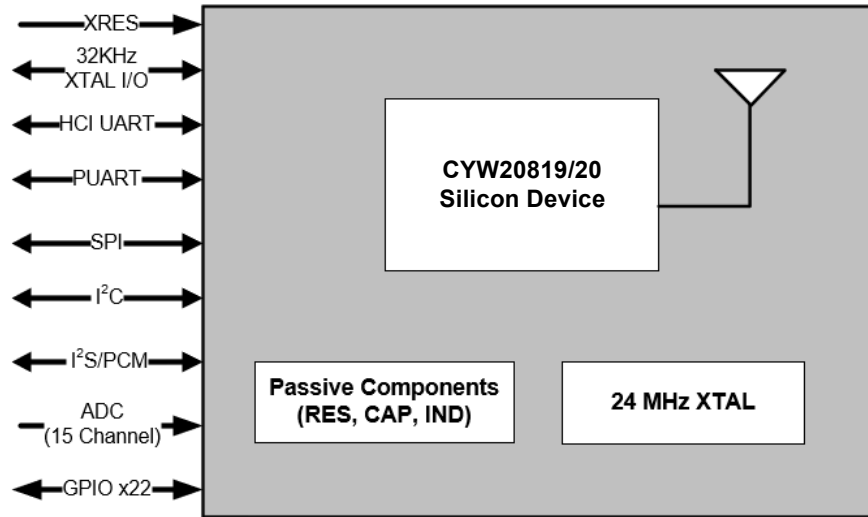 XRES
32KHz
XTAL I/O
HCI UART
PUART
SPI
I²C
I²S/PCM
ADC
(15 Channel)
GPIO x22
CYW20819/20
Silicon Device
Passive Components
(RES, CAP, IND)
24 MHz XTAL